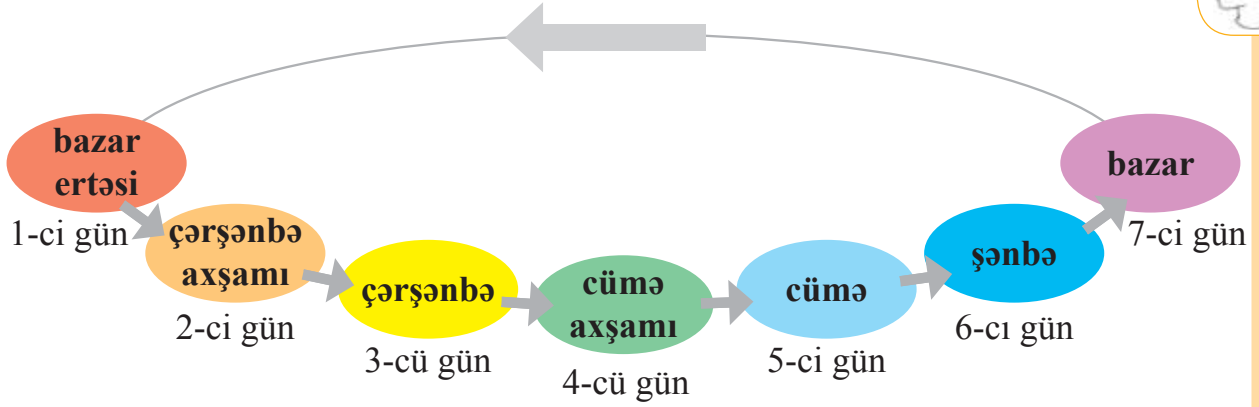 bazar
ertəsi
1-ci gün
çərşənbə
axşamı
2-ci gün
çərşənbə
3-cü gün
cümə
axşamı
4-cü gün
cümə
5-ci gün
şənbə
6-cı gün
bazar
7-ci gün